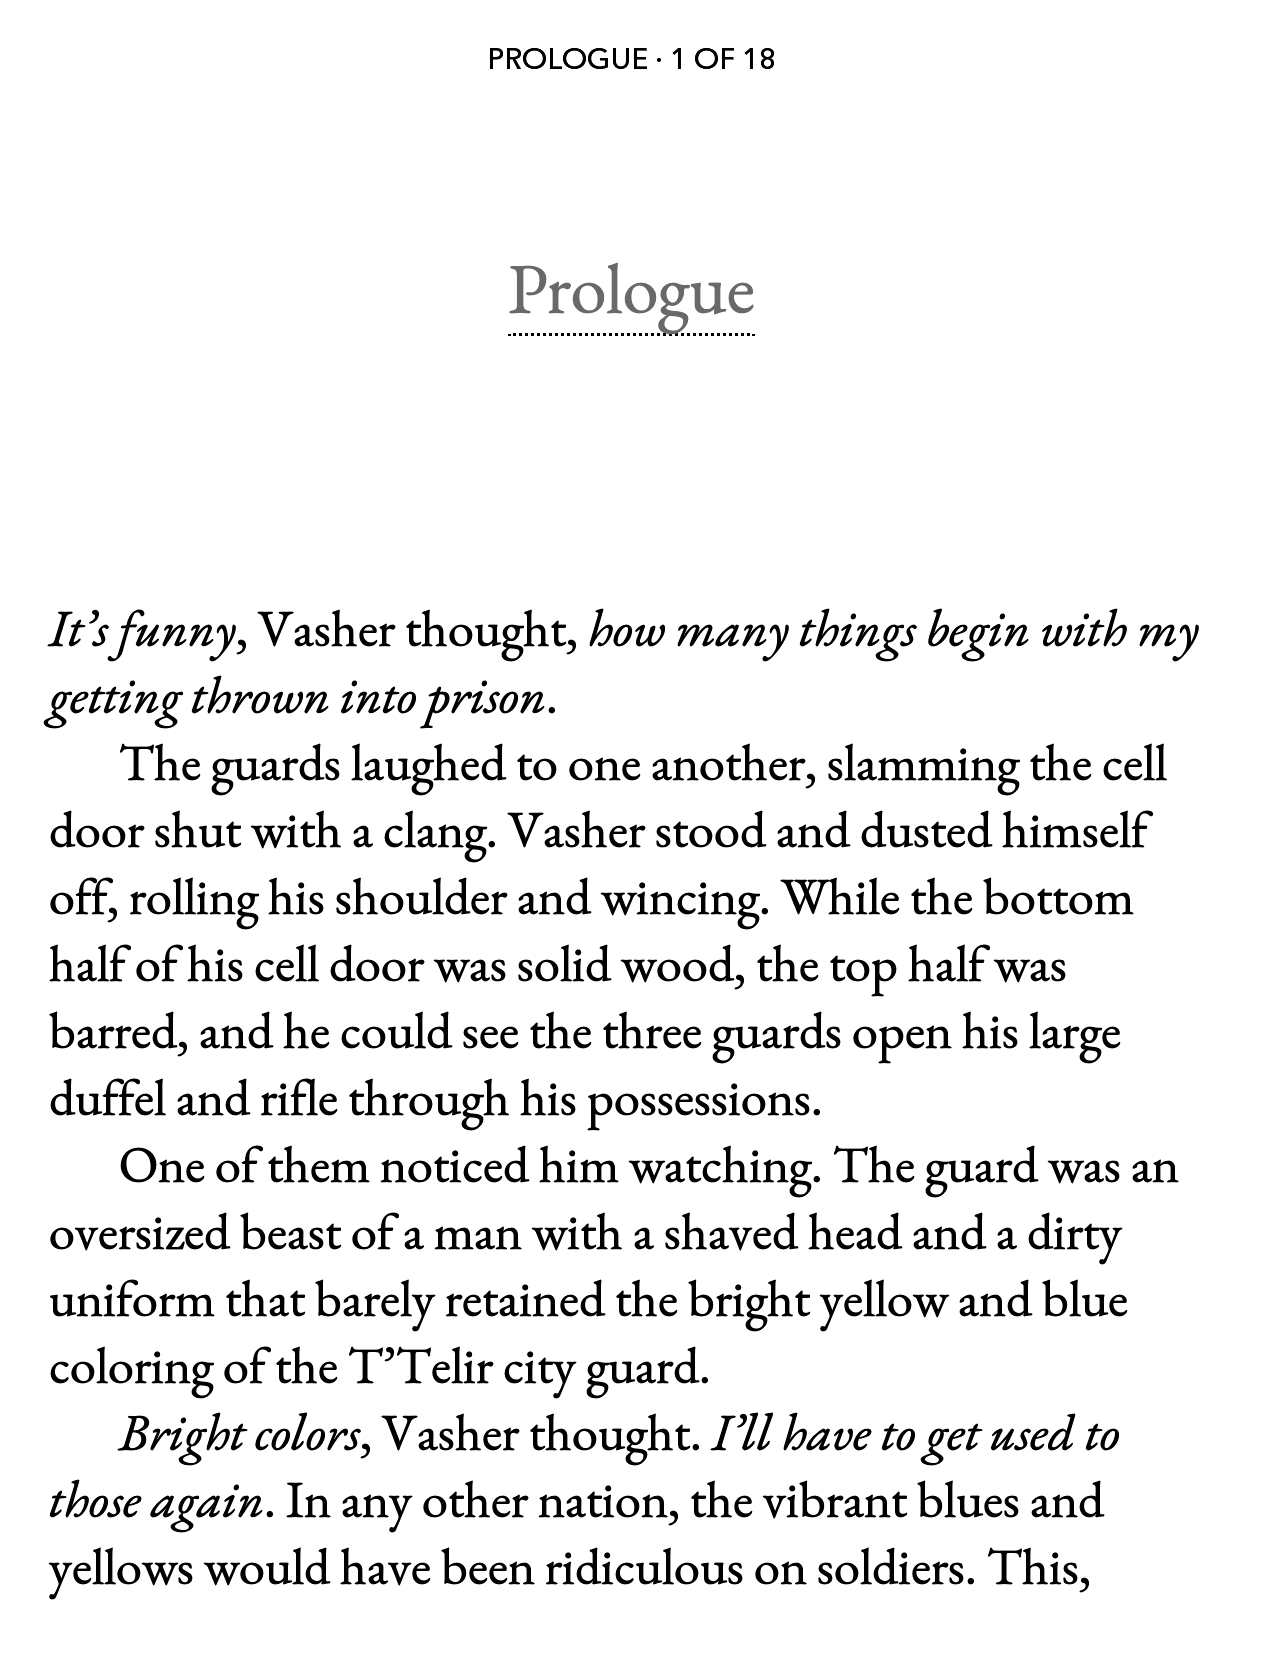 PROLOGUE · 1 OF 18
Prologue
It’s funny, Vasher thought, how many things begin with my
getting thrown into prison.
The guards laughed to one another, slamming the cell
door shut with a clang. Vasher stood and dusted himself
off, rolling his shoulder and wincing. While the bottom
half of his cell door was solid wood, the top half was
barred, and he could see the three guards open his large
duffel and rifle through his possessions.
One of them noticed him watching. The guard was an
oversized beast of a man with a shaved head and a dirty
uniform that barely retained the bright yellow and blue
coloring of the T’Telir city guard.
Bright colors, Vasher thought. I’ll have to get used to
those again. In any other nation, the vibrant blues and
yellows would have been ridiculous on soldiers. This,